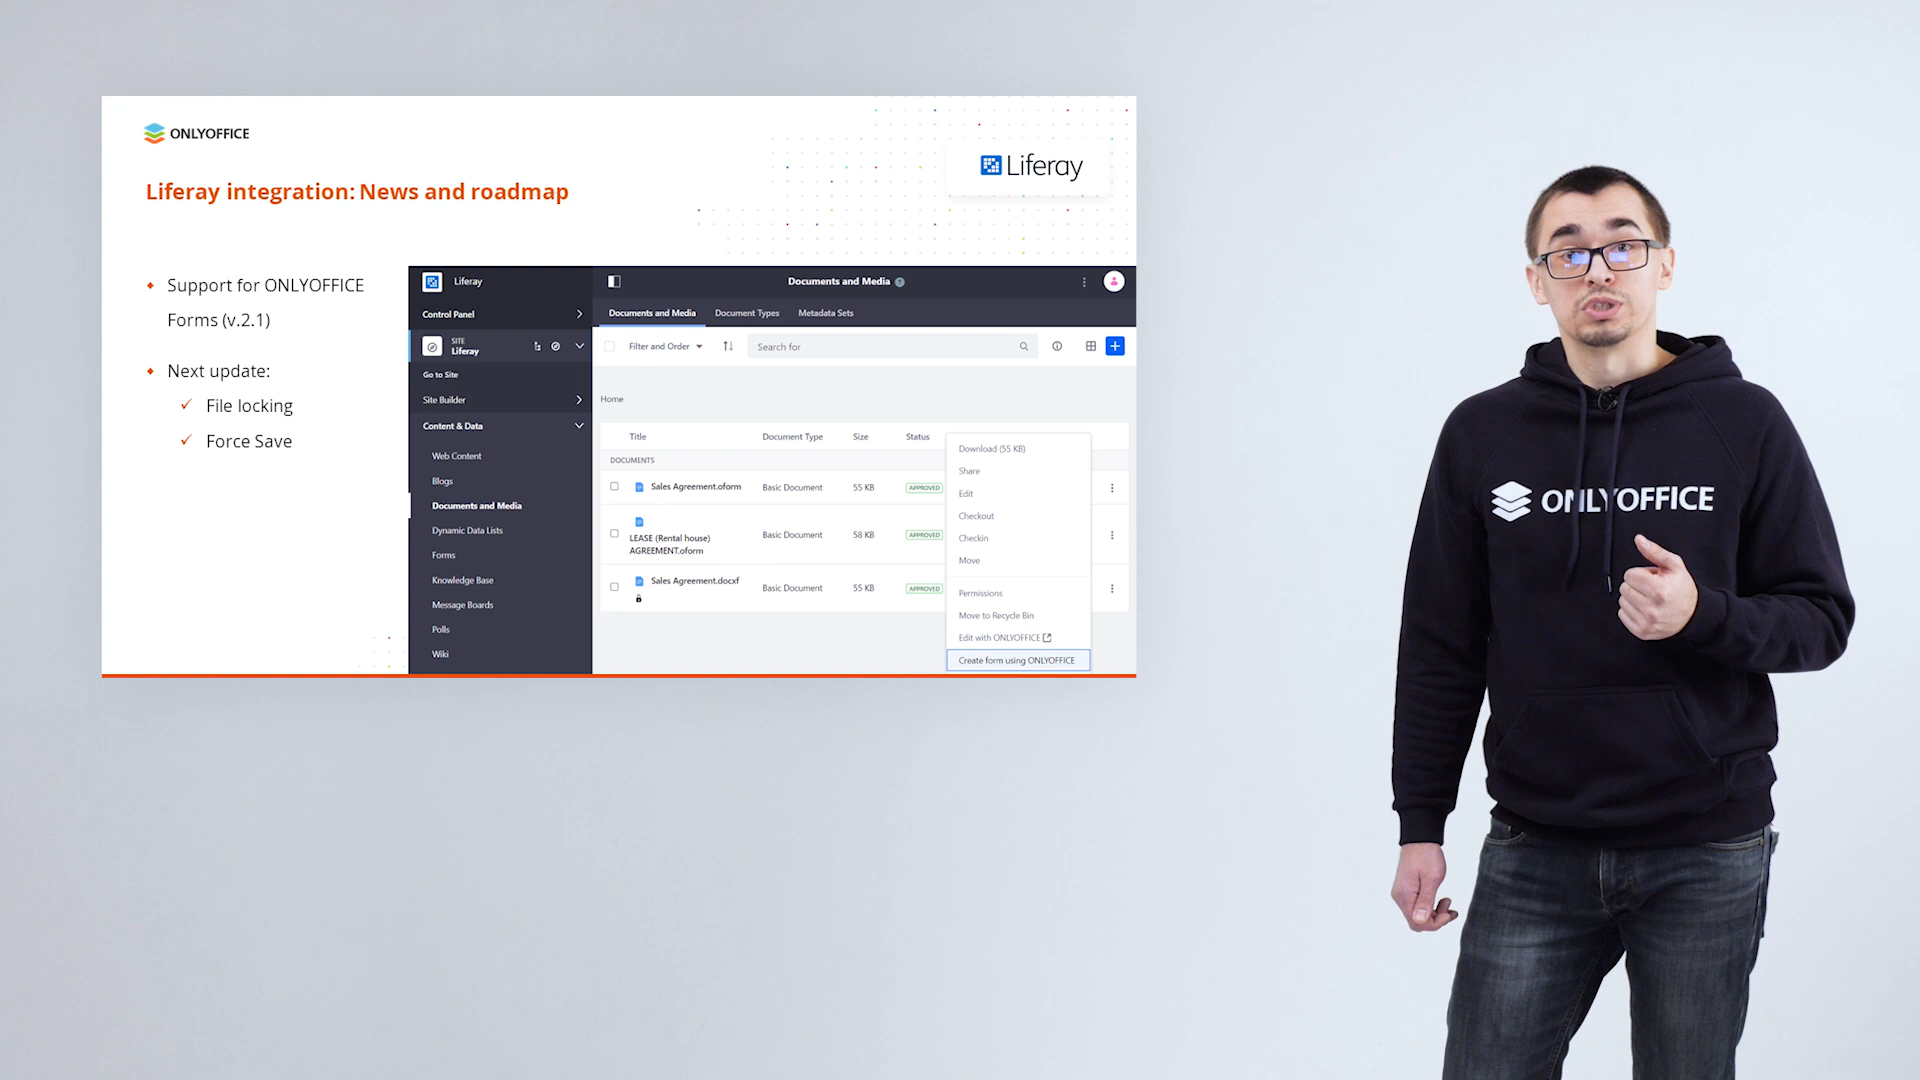 ONLYOFFICE
Liferay
Liferay integration: News and roadmap
Support for ONLYOFFICE
Forms (v.2.1)
Next update:
File locking
Force Save
Liferay
Control Panel
SITE
Liferay
Go to Site
Site Builder
Content & Data
Web Content
Blogs
Documents and Media
Dynamic Data Lists
Forms
Knowledge Base
Message Boards
Polls
Wiki
Documents and Media ?
Documents and Media Document Types Metadata Sets
Filter and Order Search for
Home
Title Document Type Size Status
DOCUMENTS
Sales Agreement.oform Basic Document 55 KB APPROVED
LEASE (Rental house)
AGREEMENT.oform Basic Document 58 KB APPROVED
Sales Agreement.docxf Basic Document 55 KB APPROVED
Download (55 KB)
Share
Edit
Checkout
Checkin
Move
Permissions
Move to Recycle Bin
Edit with ONLYOFFICE
Create form using ONLYOFFICE
ONLYOFFICE